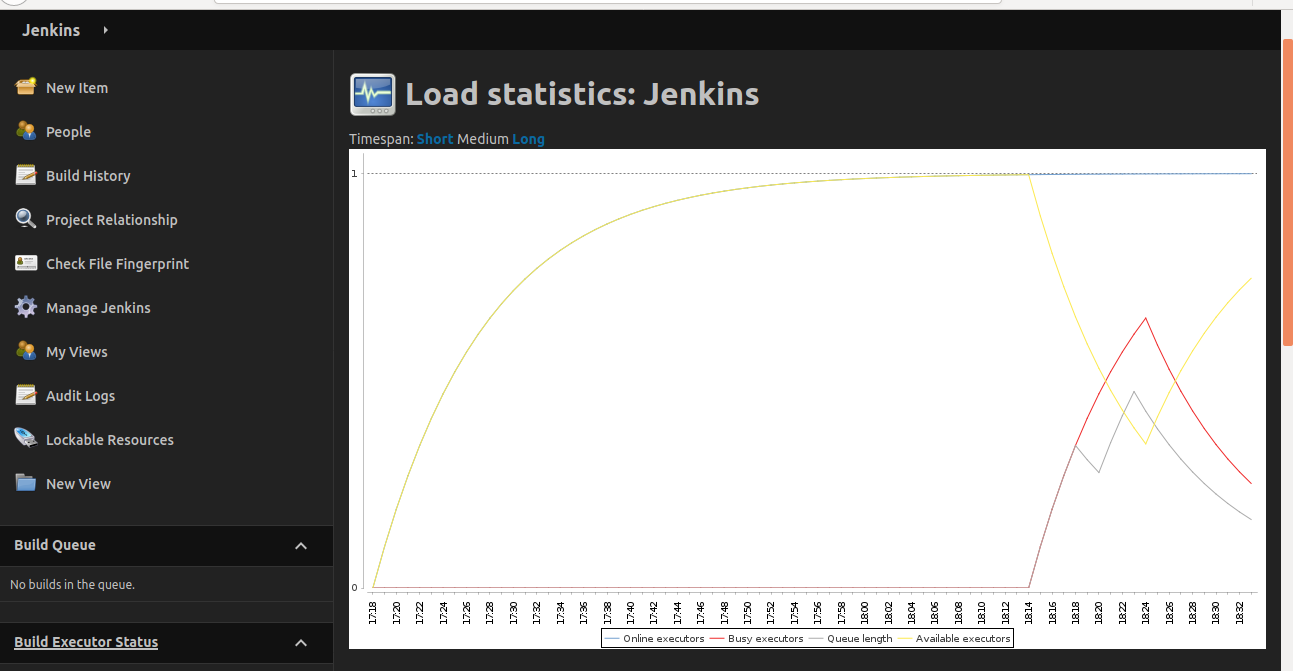 Jenkins
New Item
People
Build History
Project Relationship
Check File Fingerprint
Manage Jenkins
My Views
Audit Logs
Lockable Resources
New View
Build Queue
No builds in the queue.
Build Executor Status
Load statistics: Jenkins
Timespan: Short Medium Long
1
0
17:18 17:20 17:22 17:24 17:26 17:28 17:30 17:32 17:34 17:36 17:38 17:40 17:42 17:44 17:46 17:48 17:50 17:52 17:54 17:56 17:58 18:00 18:02 18:04 18:06 18:08 18:10 18:12 18:14 18:16 18:18 18:20 18:22 18:24 18:26 18:28 18:30 18:32
Online executors Busy executors Queue length Available executors